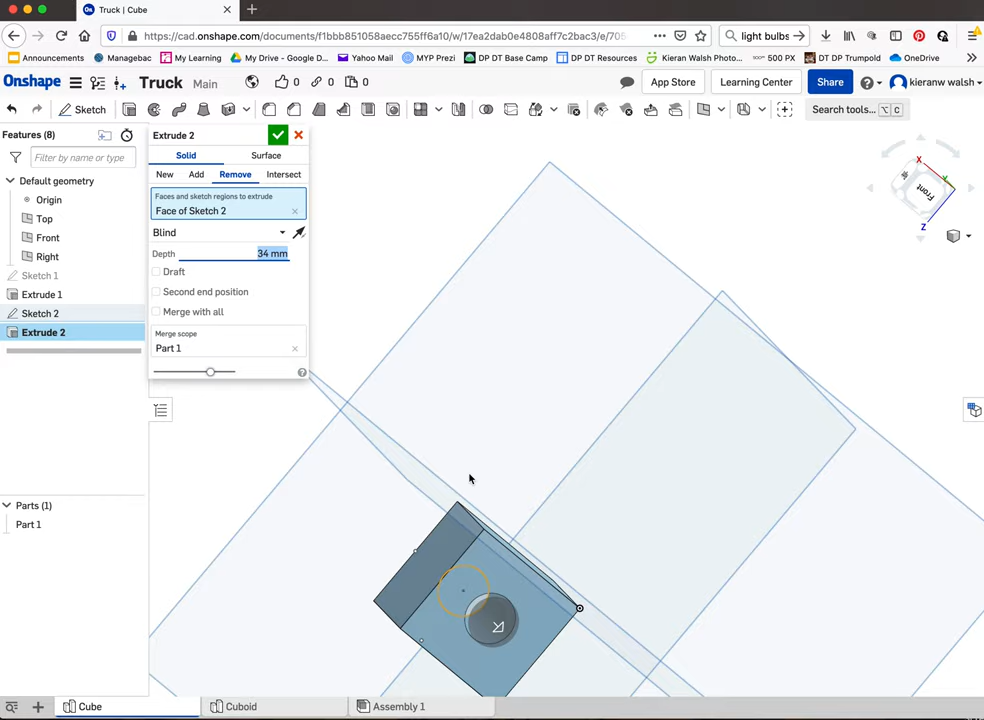 Truck | Cube
https://cad.onshape.com/documents/f1bbb851058aecc755ff6a10/w/17ea2dab0e4808aff7c2bac3/e/705
light bulbs
Announcements
Managebac
My Learning
My Drive - Google D...
Yahoo Mail
MYP Prezi
DP DT Base Camp
DP DT Resources
Kieran Walsh Photo...
500 PX
DT DP Trumpold
OneDrive
Onshape
Truck
Main
0
0
0
App Store
Learning Center
Share
kieranw walsh
Sketch
Search tools...
C
Features (8)
Filter by name or type
Default geometry
Origin
Top
Front
Right
Sketch 1
Extrude 1
Sketch 2
Extrude 2
Parts (1)
Part 1
Extrude 2
Solid
Surface
New
Add
Remove
Intersect
Faces and sketch regions to extrude
Face of Sketch 2
Blind
Depth
34 mm
Draft
Second end position
Merge with all
Merge scope
Part 1
X
Y
Front
Z
Cube
Cuboid
Assembly 1